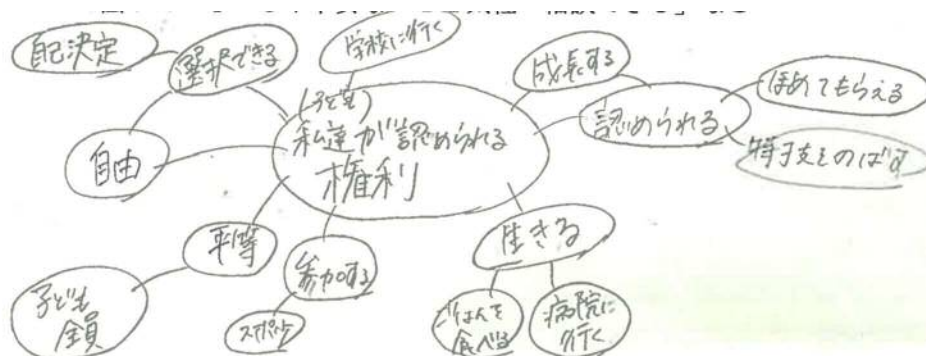 学校に行く
自己決定
選択できる
成長する
ほめてもらえる
(子ども)
私達が認められる
権利
認められる
自由
特技をのばす
生きる
平等
参加する
子ども
全員
ごはんを
食べる
病院に
行く